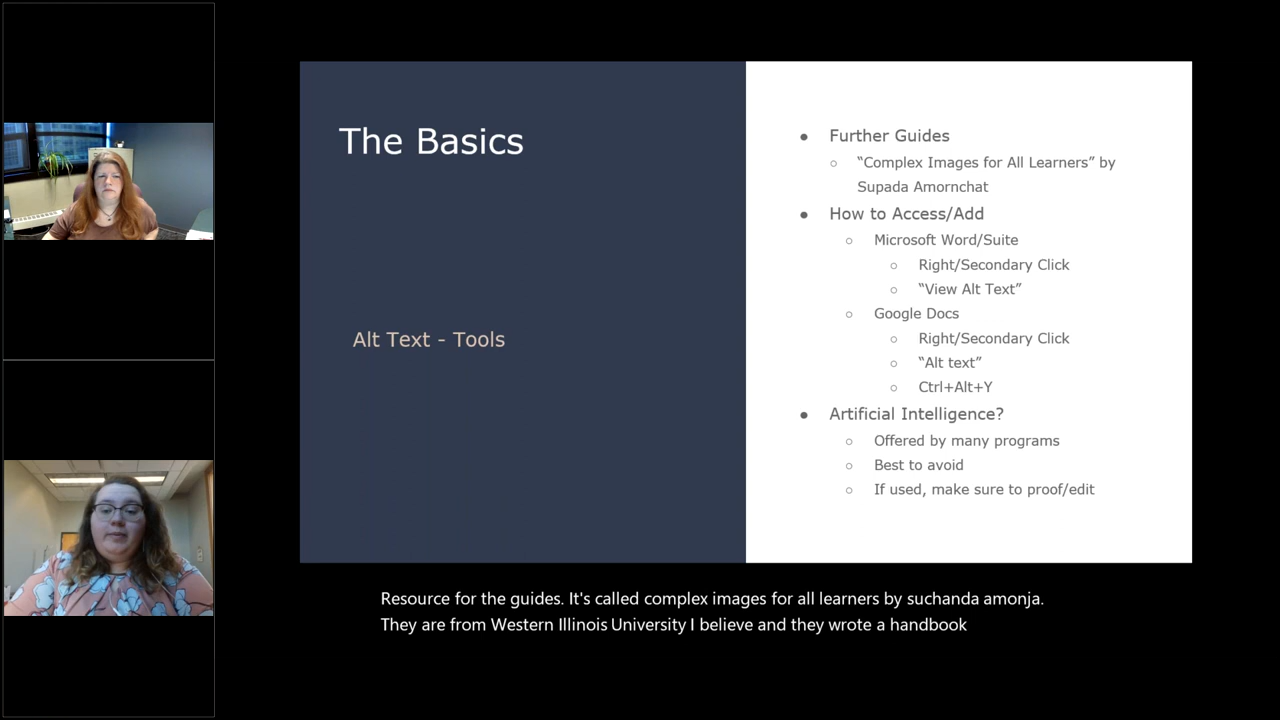 The Basics
Alt Text - Tools
● Further Guides
○ “Complex Images for All Learners” by
Supada Amornchat
● How to Access/Add
○ Microsoft Word/Suite
○ Right/Secondary Click
○ “View Alt Text”
○ Google Docs
○ Right/Secondary Click
○ “Alt text”
○ Ctrl+Alt+Y
● Artificial Intelligence?
○ Offered by many programs
○ Best to avoid
○ If used, make sure to proof/edit
Resource for the guides. It's called complex images for all learners by suchanda amonja.
They are from Western Illinois University I believe and they wrote a handbook